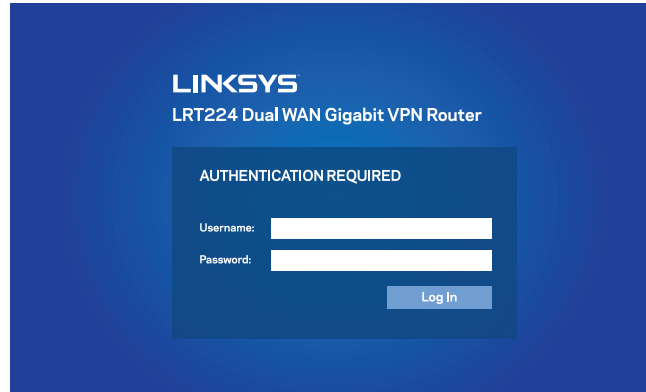 LINKSYS
LRT224 Dual WAN Gigabit VPN Router
AUTHENTICATION REQUIRED
Username:
Password:
Log In